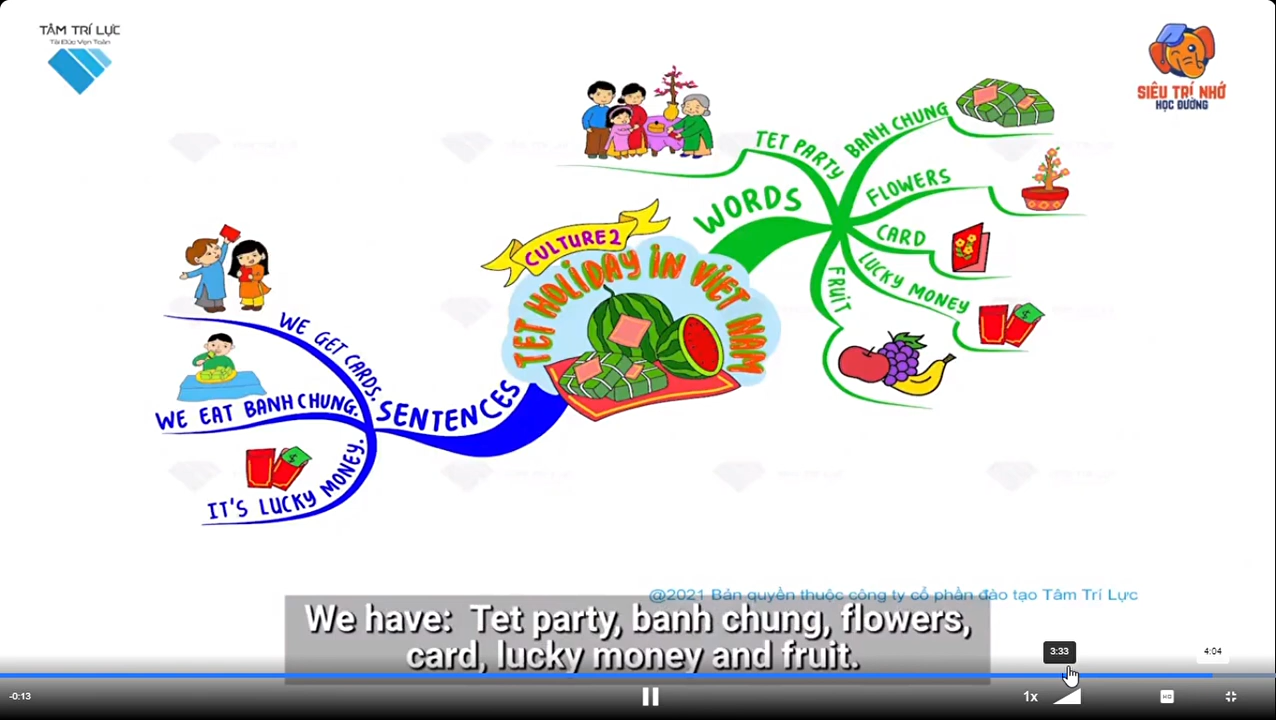 TÂM TRÍ LỰC
Tài Đức Vẹn Toàn
SIÊU TRÍ NHỚ
HỌC ĐƯỜNG
CULTURE 2
TET HOLIDAY IN VIET NAM
WORDS
TET PARTY
BANH CHUNG
FLOWERS
CARD
LUCKY MONEY
FRUIT
SENTENCES
WE GET CARDS.
WE EAT BANH CHUNG.
IT'S LUCKY MONEY.
@2021 Bản quyền thuộc công ty cổ phần đào tạo Tâm Trí Lực
We have: Tet party, banh chung, flowers,
card, lucky money and fruit.
3:33
4:04
-0:13
1x
HD